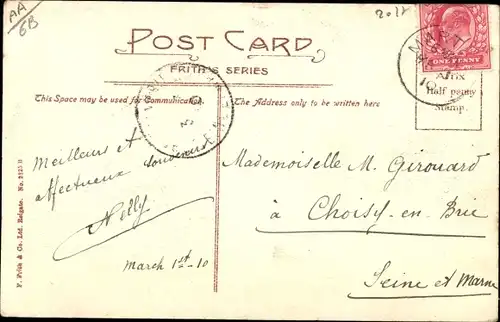 AA
6B
2018
POST CARD
FRITH'S SERIES
ONE PENNY
Affix
Half penny
Stamp.
This Space may be used for Communication.
The Address only to be written here
Meilleurs et
affectueux souvenirs
Nelly
March 1st - 10
Mademoiselle M. Girouard
à Choisy-en-Brie
Seine et Marne
F. Frith & Co. Ltd. Reigate. No.